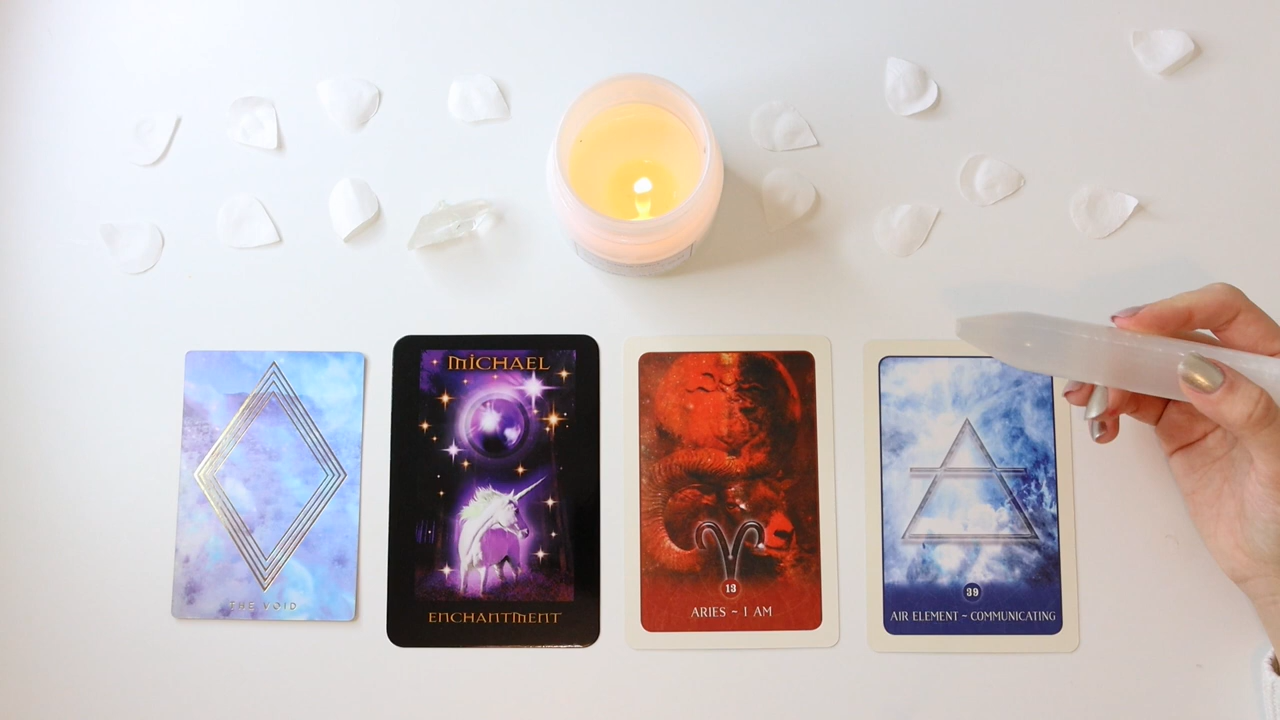 THE VOID
MICHAEL
ENCHANTMENT
13
ARIES ~ I AM
39
AIR ELEMENT ~ COMMUNICATING